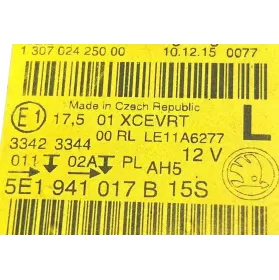 1 307 024 250 00
10.12.15 0077
Made in Czech Republic
E1 17,5 01 XCEVRT L
00 RL LE11A6277
3342 3344 12 V
011 02A PL AH5
5E1 941 017 B 15S